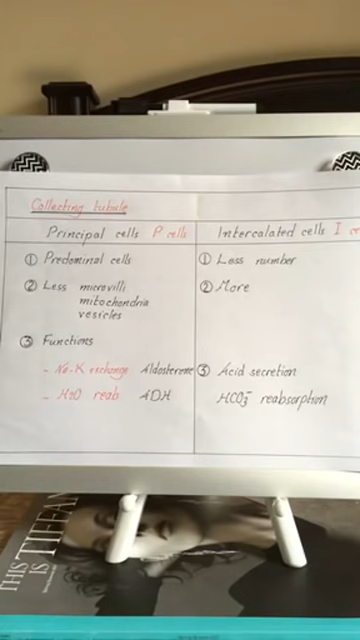 Collecting tubule
Principal cells P cells
Intercalated cells I
① Predominal cells
① Less number
② Less microvilli
mitochondria
vesicles
② More
③ Functions
- Na-K exchange Aldosterone
③ Acid secretion
- H2O reab ADH
HCO3⁻ reabsorption
THIS
IS TIFFAN